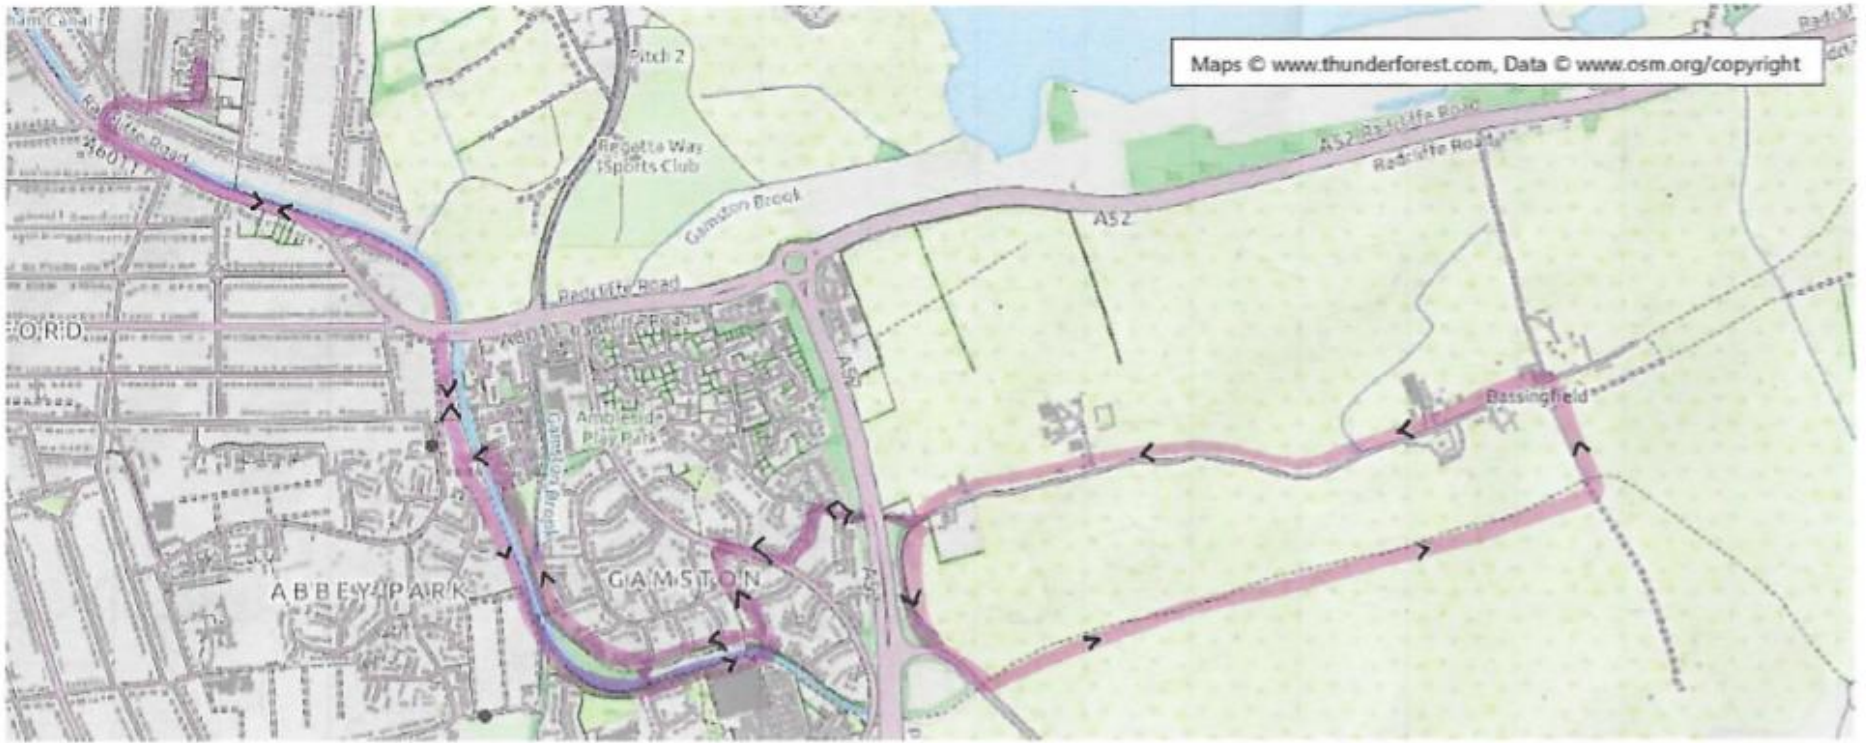 ham Canal
Pitch 2
Maps © www.thunderforest.com, Data © www.osm.org/copyright
Radcliffe Road
A6011
Regatta Way
Sports Club
Gamston Brook
A52 Radcliffe Road
Radcliffe Road
A52
Radcliffe Road
ORD
A6011 Radcliffe Road
A52
Ambleside
Play Park
Gamston Brook
Bassingfield
ABBEY PARK
GAMSTON
A52